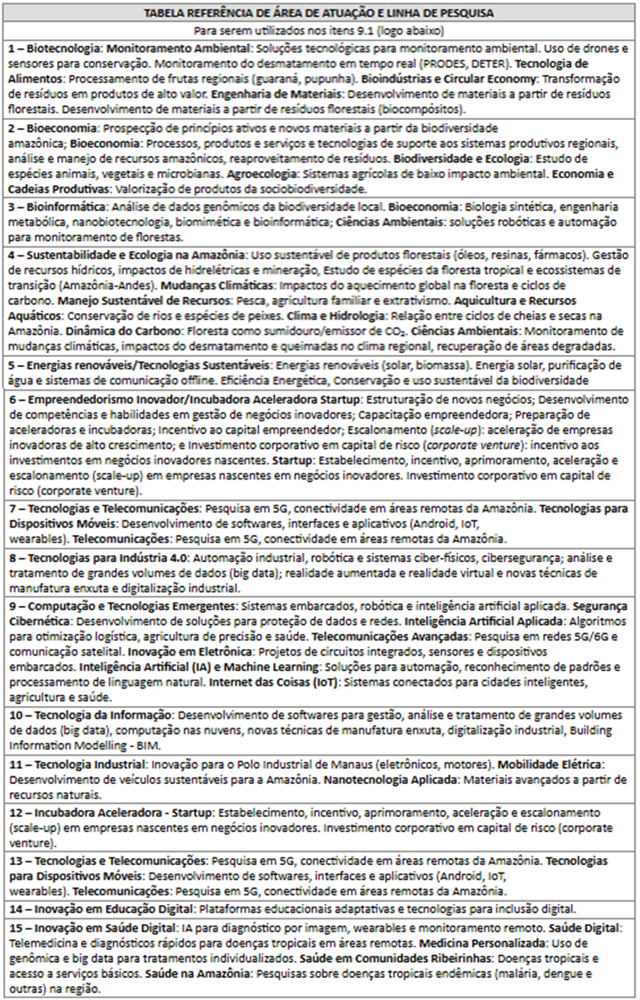 TABELA REFERÊNCIA DE ÁREA DE ATUAÇÃO E LINHA DE PESQUISA
Para serem utilizados nos itens 9.1 (logo abaixo)
1 – Biotecnologia: Monitoramento Ambiental: Soluções tecnológicas para monitoramento ambiental. Uso de drones e
sensores para conservação. Monitoramento do desmatamento em tempo real (PRODES, DETER). Tecnologia de
Alimentos: Processamento de frutas regionais (guaraná, pupunha). Bioindústrias e Circular Economy: Transformação
de resíduos em produtos de alto valor. Engenharia de Materiais: Desenvolvimento de materiais a partir de resíduos
florestais. Desenvolvimento de materiais a partir de resíduos florestais (biocompósitos).
2 – Bioeconomia: Prospecção de princípios ativos e novos materiais a partir da biodiversidade
amazônica; Bioeconomia: Processos, produtos e serviços e tecnologias de suporte aos sistemas produtivos regionais,
análise e manejo de recursos amazônicos, reaproveitamento de resíduos. Biodiversidade e Ecologia: Estudo de
espécies animais, vegetais e microbianas. Agroecologia: Sistemas agrícolas de baixo impacto ambiental. Economia e
Cadeias Produtivas: Valorização de produtos da sociobiodiversidade.
3 – Bioinformática: Análise de dados genômicos da biodiversidade local. Bioeconomia: Biologia sintética, engenharia
metabólica, nanobiotecnologia, biomimética e bioinformática; Ciências Ambientais: soluções robóticas e automação
para monitoramento de florestas.
4 – Sustentabilidade e Ecologia na Amazônia: Uso sustentável de produtos florestais (óleos, resinas, fármacos). Gestão
de recursos hídricos, impactos de hidrelétricas e mineração, Estudo de espécies da floresta tropical e ecossistemas de
transição (Amazônia-Andes). Mudanças Climáticas: Impactos do aquecimento global na floresta e ciclos de
carbono. Manejo Sustentável de Recursos: Pesca, agricultura familiar e extrativismo. Aquicultura e Recursos
Aquáticos: Conservação de rios e espécies de peixes. Clima e Hidrologia: Relação entre ciclos de cheias e secas na
Amazônia. Dinâmica do Carbono: Floresta como sumidouro/emissor de CO₂. Ciências Ambientais: Monitoramento de
mudanças climáticas, impactos do desmatamento e queimadas no clima regional, recuperação de áreas degradadas.
5 – Energias renováveis/Tecnologias Sustentáveis: Energias renováveis (solar, biomassa). Energia solar, purificação de
água e sistemas de comunicação offline. Eficiência Energética, Conservação e uso sustentável da biodiversidade
6 – Empreendedorismo Inovador/Incubadora Aceleradora Startup: Estruturação de novos negócios; Desenvolvimento
de competências e habilidades em gestão de negócios inovadores; Capacitação empreendedora; Preparação de
aceleradoras e incubadoras; Incentivo ao capital empreendedor; Escalonamento (scale-up): aceleração de empresas
inovadoras de alto crescimento; e Investimento corporativo em capital de risco (corporate venture): incentivo aos
investimentos em negócios inovadores nascentes. Startup: Estabelecimento, incentivo, aprimoramento, aceleração e
escalonamento (scale-up) em empresas nascentes em negócios inovadores. Investimento corporativo em capital de
risco (corporate venture).
7 – Tecnologias e Telecomunicações: Pesquisa em 5G, conectividade em áreas remotas da Amazônia. Tecnologias para
Dispositivos Móveis: Desenvolvimento de softwares, interfaces e aplicativos (Android, IoT,
wearables). Telecomunicações: Pesquisa em 5G, conectividade em áreas remotas da Amazônia.
8 – Tecnologias para Indústria 4.0: Automação industrial, robótica e sistemas ciber-físicos, cibersegurança; análise e
tratamento de grandes volumes de dados (big data); realidade aumentada e realidade virtual e novas técnicas de
manufatura enxuta e digitalização industrial.
9 – Computação e Tecnologias Emergentes: Sistemas embarcados, robótica e inteligência artificial aplicada. Segurança
Cibernética: Desenvolvimento de soluções para proteção de dados e redes. Inteligência Artificial Aplicada: Algoritmos
para otimização logística, agricultura de precisão e saúde. Telecomunicações Avançadas: Pesquisa em redes 5G/6G e
comunicação satelital. Inovação em Eletrônica: Projetos de circuitos integrados, sensores e dispositivos
embarcados. Inteligência Artificial (IA) e Machine Learning: Soluções para automação, reconhecimento de padrões e
processamento de linguagem natural. Internet das Coisas (IoT): Sistemas conectados para cidades inteligentes,
agricultura e saúde.
10 – Tecnologia da Informação: Desenvolvimento de softwares para gestão, análise e tratamento de grandes volumes
de dados (big data), computação nas nuvens, novas técnicas de manufatura enxuta, digitalização industrial, Building
Information Modelling - BIM.
11 – Tecnologia Industrial: Inovação para o Polo Industrial de Manaus (eletrônicos, motores). Mobilidade Elétrica:
Desenvolvimento de veículos sustentáveis para a Amazônia. Nanotecnologia Aplicada: Materiais avançados a partir de
recursos naturais.
12 – Incubadora Aceleradora - Startup: Estabelecimento, incentivo, aprimoramento, aceleração e escalonamento
(scale-up) em empresas nascentes em negócios inovadores. Investimento corporativo em capital de risco (corporate
venture).
13 – Tecnologias e Telecomunicações: Pesquisa em 5G, conectividade em áreas remotas da Amazônia. Tecnologias
para Dispositivos Móveis: Desenvolvimento de softwares, interfaces e aplicativos (Android, IoT,
wearables). Telecomunicações: Pesquisa em 5G, conectividade em áreas remotas da Amazônia.
14 – Inovação em Educação Digital: Plataformas educacionais adaptativas e tecnologias para inclusão digital.
15 – Inovação em Saúde Digital: IA para diagnóstico por imagem, wearables e monitoramento remoto. Saúde Digital:
Telemedicina e diagnósticos rápidos para doenças tropicais em áreas remotas. Medicina Personalizada: Uso de
genômica e big data para tratamentos individualizados. Saúde em Comunidades Ribeirinhas: Doenças tropicais e
acesso a serviços básicos. Saúde na Amazônia: Pesquisas sobre doenças tropicais endêmicas (malária, dengue e
outras) na região.